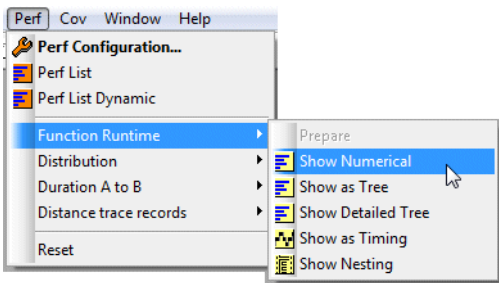 Perf Cov Window Help
Perf Configuration...
Perf List
Perf List Dynamic
Function Runtime
Distribution
Duration A to B
Distance trace records
Reset
Prepare
Show Numerical
Show as Tree
Show Detailed Tree
Show as Timing
Show Nesting